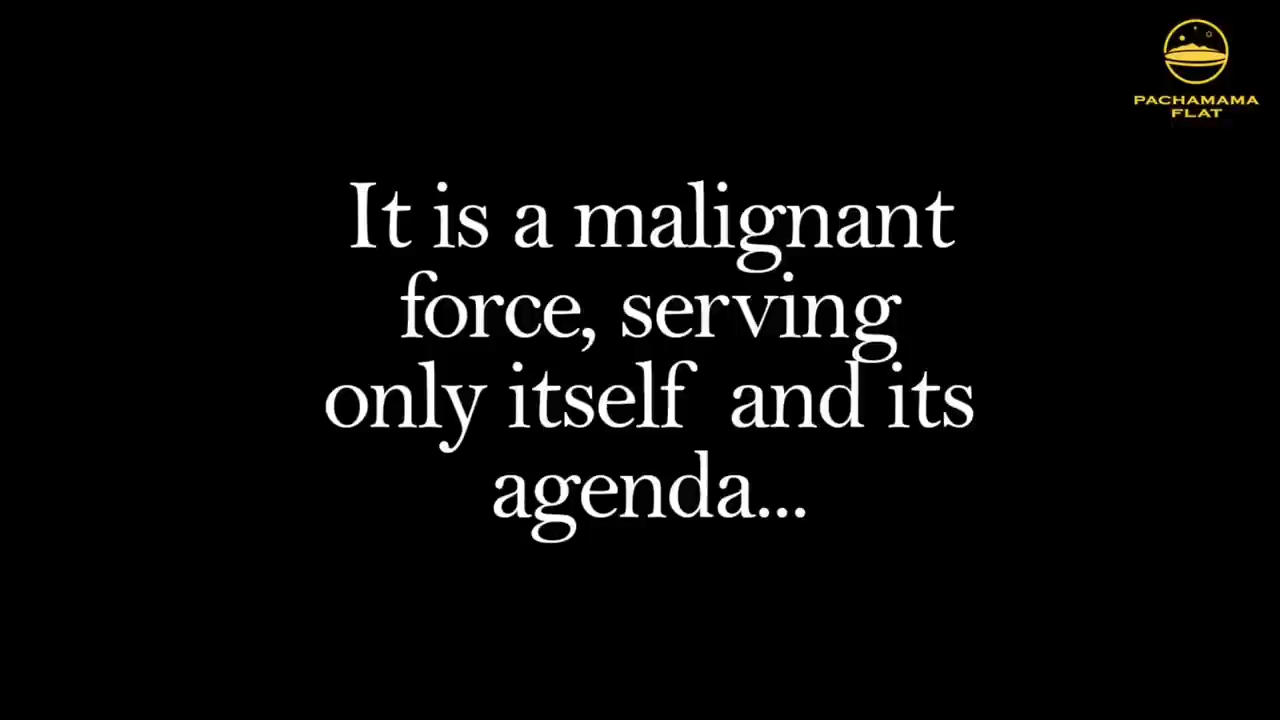 PACHAMAMA
FLAT
It is a malignant
force, serving
only itself  and its
agenda...